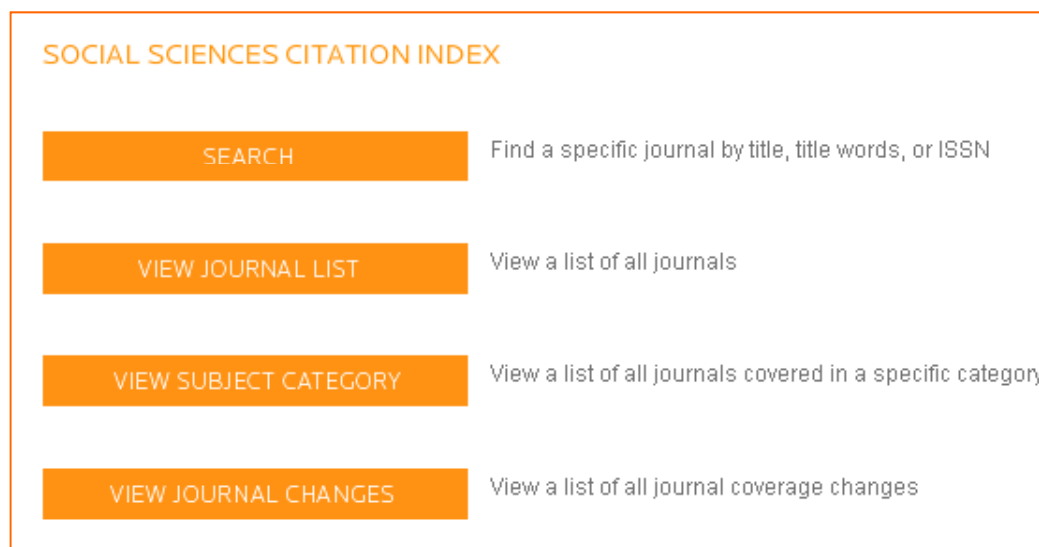 SOCIAL SCIENCES CITATION INDEX
SEARCH Find a specific journal by title, title words, or ISSN
VIEW JOURNAL LIST View a list of all journals
VIEW SUBJECT CATEGORY View a list of all journals covered in a specific category
VIEW JOURNAL CHANGES View a list of all journal coverage changes